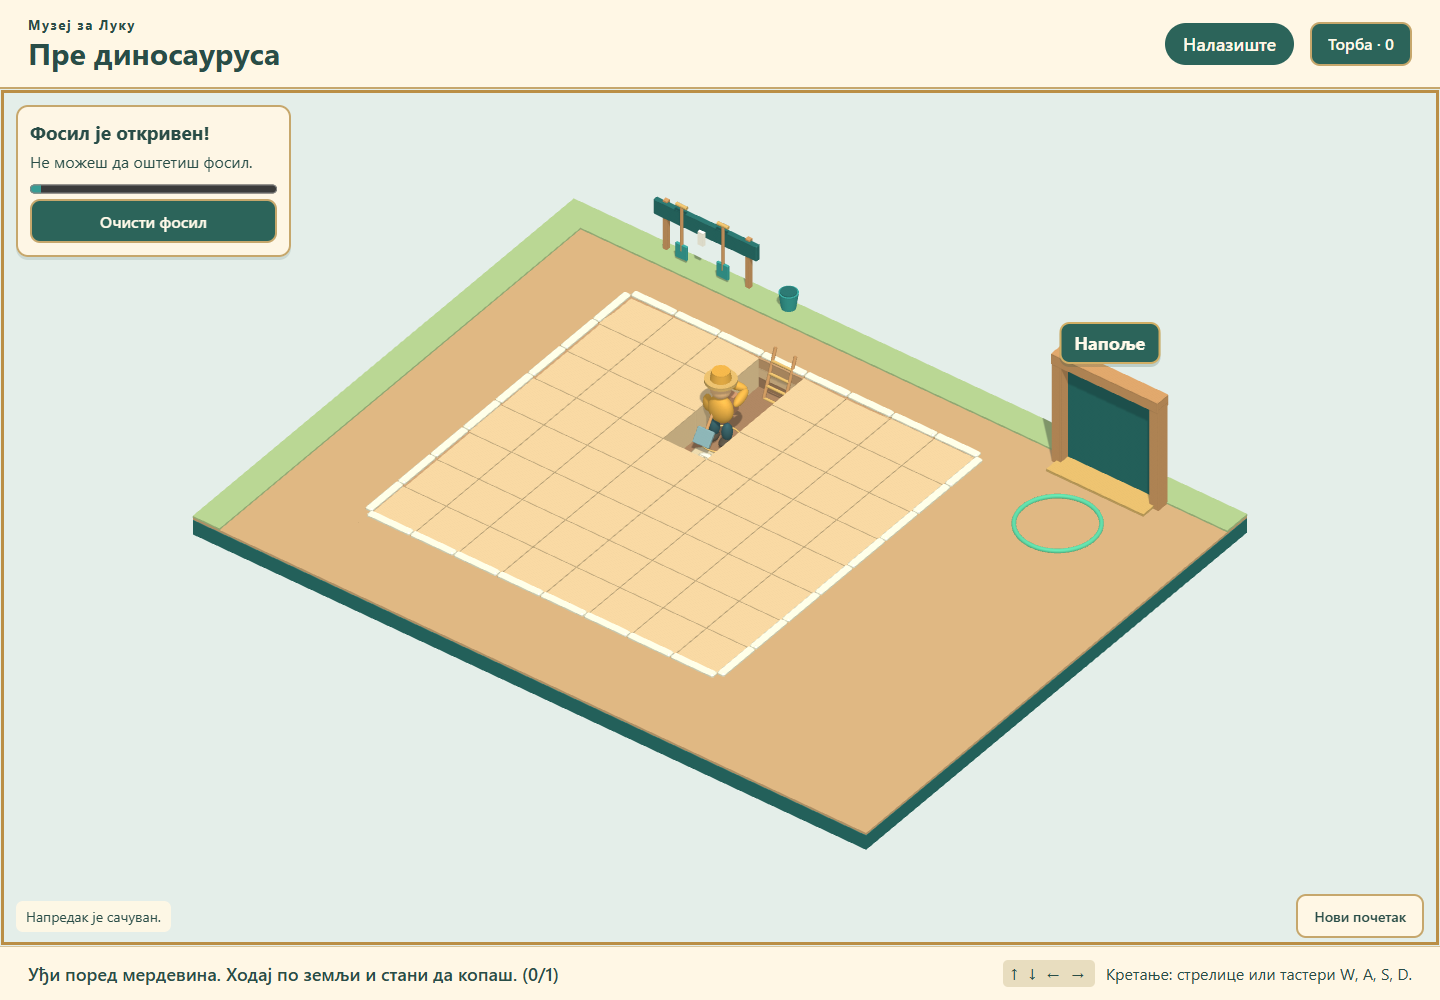 Музеј за Луку
Пре диносауруса
Налазиште
Торба · 0
Фосил је откривен!
Не можеш да оштетиш фосил.
Очисти фосил
Напоље
Напредак је сачуван.
Нови почетак
Уђи поред мердевина. Ходај по земљи и стани да копаш. (0/1)
↑ ↓ ← → Кретање: стрелице или тастери W, A, S, D.